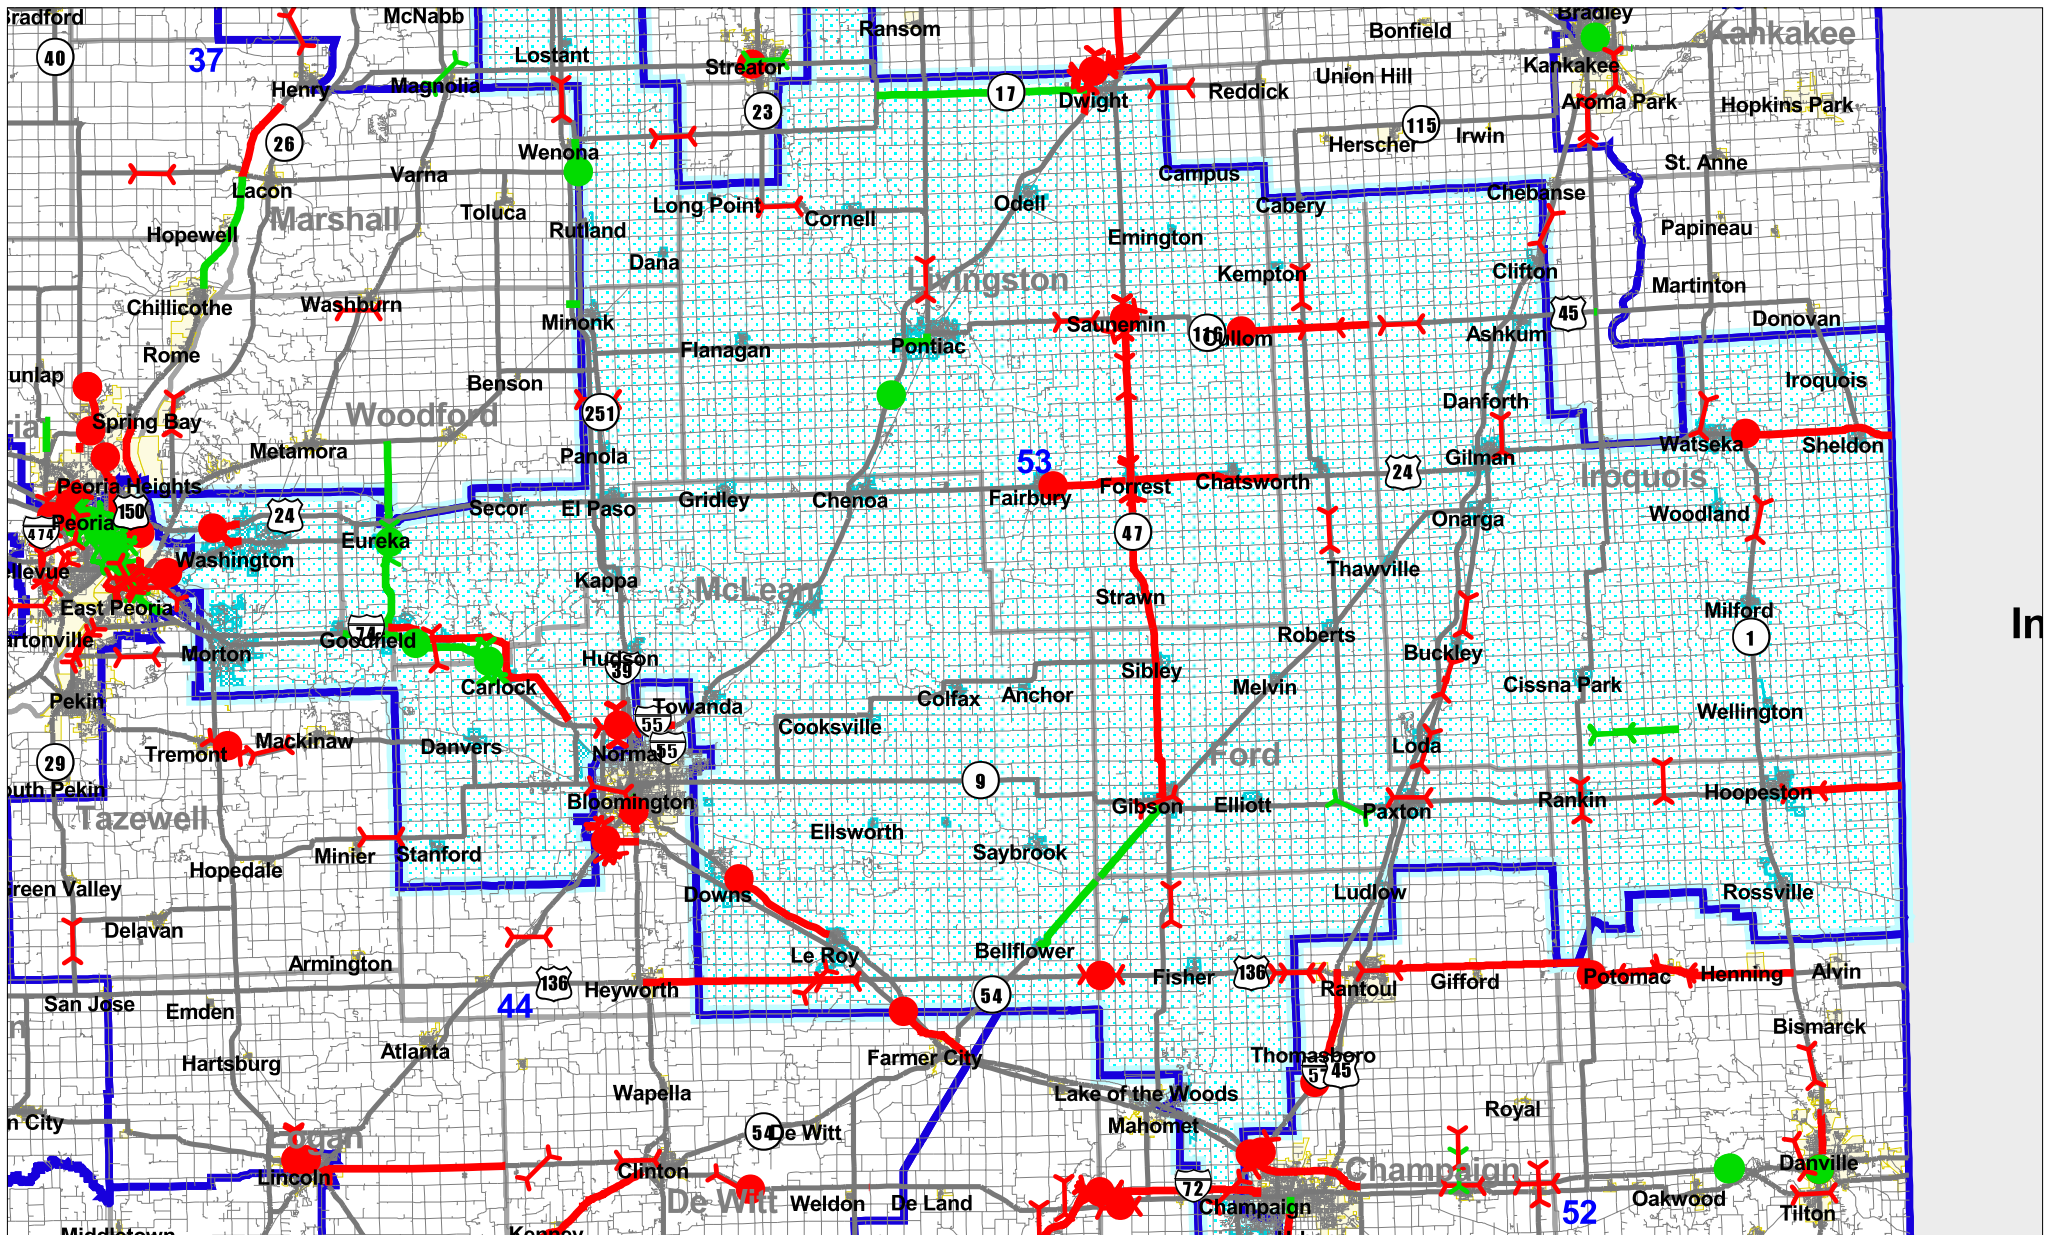 Bradford
McNabb
Ransom
Bonfield
Bradley
Kankakee
40
37
Lostant
Streator
Kankakee
Henry
Magnolia
17
Dwight
Reddick
Union Hill
Aroma Park
Hopkins Park
23
115
Irwin
Herscher
26
Wenona
Varna
Campus
St. Anne
Lacon
Toluca
Long Point
Cornell
Odell
Cabery
Chebanse
Marshall
Hopewell
Rutland
Emington
Papineau
Dana
Kempton
Clifton
Livingston
Martinton
Chillicothe
Washburn
Minonk
Saunemin
116
Cullom
Ashkum
45
Donovan
Rome
Flanagan
Pontiac
unlap
Benson
Iroquois
Danforth
Spring Bay
Woodford
251
ria
Metamora
Panola
53
Gilman
Watseka
Sheldon
Peoria Heights
24
Iroquois
Fairbury
Forrest
Chatsworth
Secor
El Paso
Gridley
Chenoa
Woodland
150
24
Peoria
474
Eureka
47
Onarga
Washington
ellevue
Kappa
McLean
Thawville
East Peoria
Strawn
Milford
artonville
74
Goodfield
Roberts
1
Morton
Hudson
39
Buckley
Sibley
Carlock
Colfax
Anchor
Melvin
Cissna Park
Pekin
Towanda
55
Cooksville
Wellington
Tremont
Mackinaw
Danvers
Normal
55
Ford
Loda
29
9
outh Pekin
Bloomington
Gibson
Elliott
Paxton
Rankin
Hoopeston
Tazewell
Ellsworth
Minier
Stanford
Saybrook
Hopedale
Green Valley
Downs
Ludlow
Rossville
Delavan
Bellflower
Armington
Le Roy
136
Heyworth
136
Fisher
Rantoul
Gifford
Potomac
Henning
Alvin
San Jose
44
54
Emden
Bismarck
Hartsburg
Atlanta
Farmer City
Thomasboro
57
45
Wapella
Lake of the Woods
Royal
n City
Mahomet
54
De Witt
Logan
Lincoln
Clinton
Champaign
Danville
De Witt
Weldon
De Land
72
Champaign
Oakwood
52
Tilton
Middletown
Kenney
In